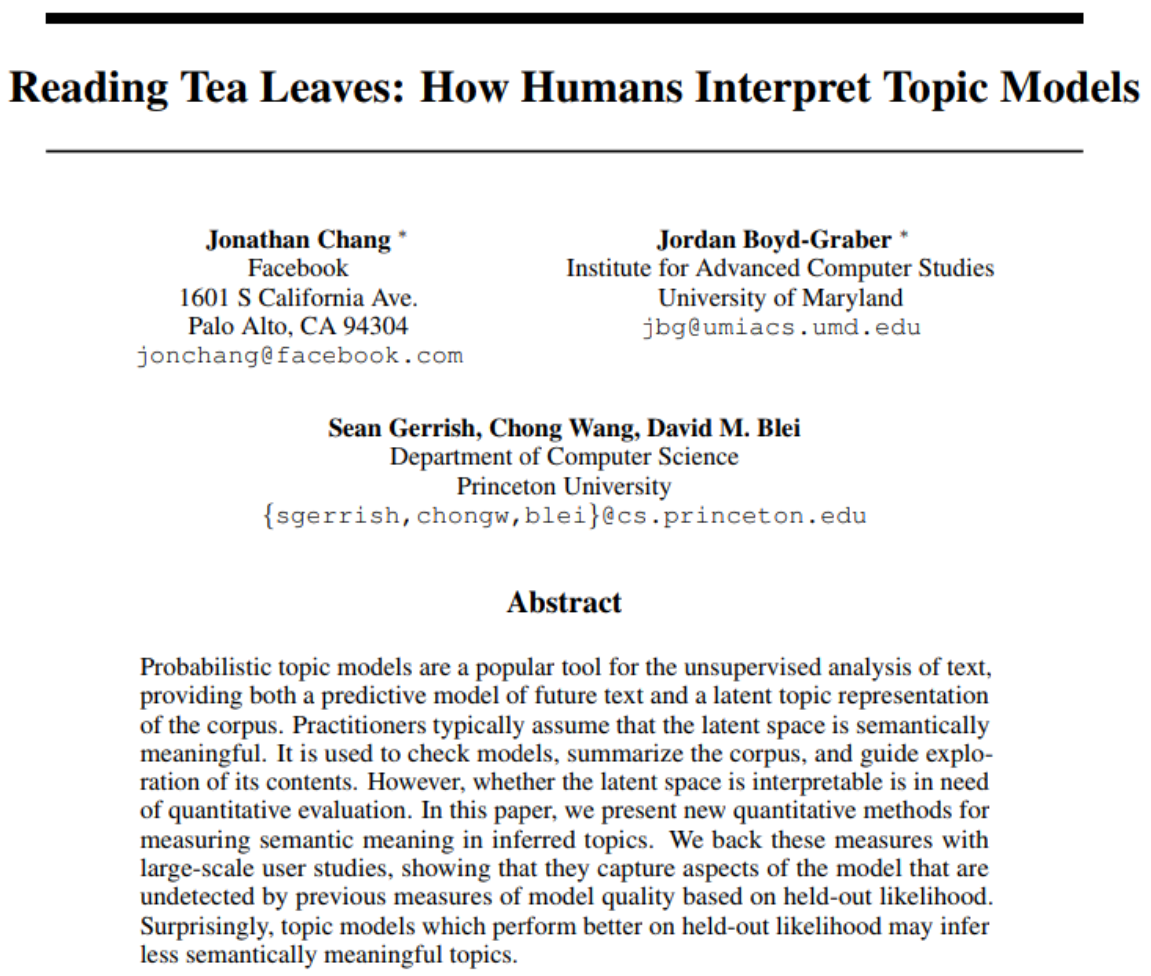 Reading Tea Leaves: How Humans Interpret Topic Models
Jonathan Chang *
Facebook
1601 S California Ave.
Palo Alto, CA 94304
jonchang@facebook.com
Jordan Boyd-Graber *
Institute for Advanced Computer Studies
University of Maryland
jbg@umiacs.umd.edu
Sean Gerrish, Chong Wang, David M. Blei
Department of Computer Science
Princeton University
{sgerrish,chongw,blei}@cs.princeton.edu
Abstract
Probabilistic topic models are a popular tool for the unsupervised analysis of text,
providing both a predictive model of future text and a latent topic representation
of the corpus. Practitioners typically assume that the latent space is semantically
meaningful. It is used to check models, summarize the corpus, and guide explo-
ration of its contents. However, whether the latent space is interpretable is in need
of quantitative evaluation. In this paper, we present new quantitative methods for
measuring semantic meaning in inferred topics. We back these measures with
large-scale user studies, showing that they capture aspects of the model that are
undetected by previous measures of model quality based on held-out likelihood.
Surprisingly, topic models which perform better on held-out likelihood may infer
less semantically meaningful topics.